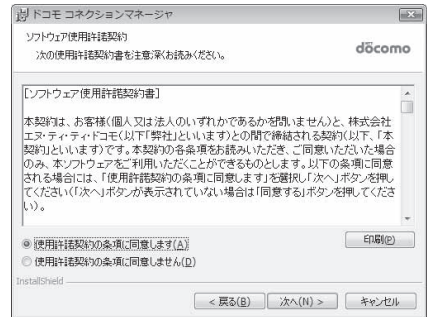 ドコモ コネクションマネージャ
ソフトウェア使用許諾契約
次の使用許諾契約書を注意深くお読みください。
döcomo
[ソフトウェア使用許諾契約書]
本契約は、お客様(個人又は法人のいずれかであるかを問いません)と、株式会社
エヌ・ティ・ティ・ドコモ(以下「弊社」といいます)との間で締結される契約(以下、「本
契約」といいます)です。本契約の各条項をお読みいただき、ご同意いただいた場合
のみ、本ソフトウェアをご利用いただくことができるものとします。以下の条項に同意
される場合には、「使用許諾契約の条項に同意します」を選択し「次へ」ボタンを押し
てください(「次へ」ボタンが表示されていない場合は「同意する」ボタンを押してくださ
い)。
使用許諾契約の条項に同意します(A)
印刷(P)
使用許諾契約の条項に同意しません(D)
InstallShield
< 戻る(B) 次へ(N) > キャンセル